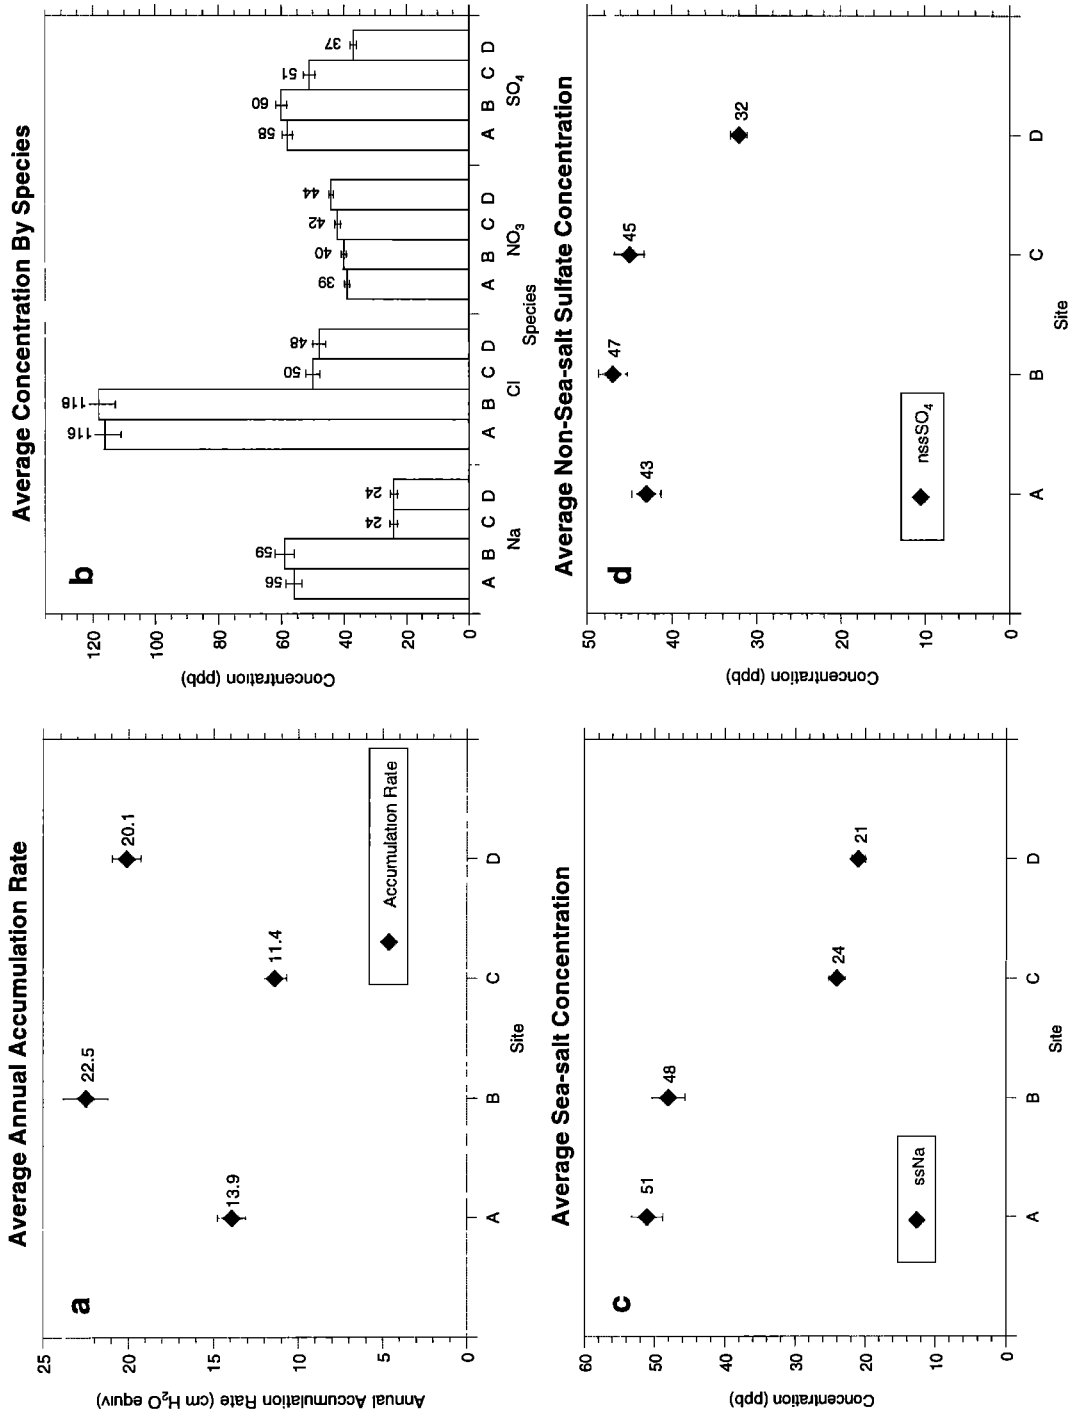 Average Annual Accumulation Rate
a
Annual Accumulation Rate (cm H₂O equiv)
25
20
15
10
5
0
13.9
22.5
11.4
20.1
Accumulation Rate
A B C D
Site
Average Concentration By Species
b
Concentration (ppb)
120
100
80
60
40
20
0
56 59 24 24
116 118 50 48
39 40 42 44
58 60 51 37
A B C D A B C D A B C D A B C D
Na Cl NO₃ SO₄
Species
Average Sea-salt Concentration
c
Concentration (ppb)
60
50
40
30
20
10
0
51
48
24
21
ssNa
A B C D
Site
Average Non-Sea-salt Sulfate Concentration
d
Concentration (ppb)
50
40
30
20
10
0
43
47
45
32
nssSO₄
A B C D
Site